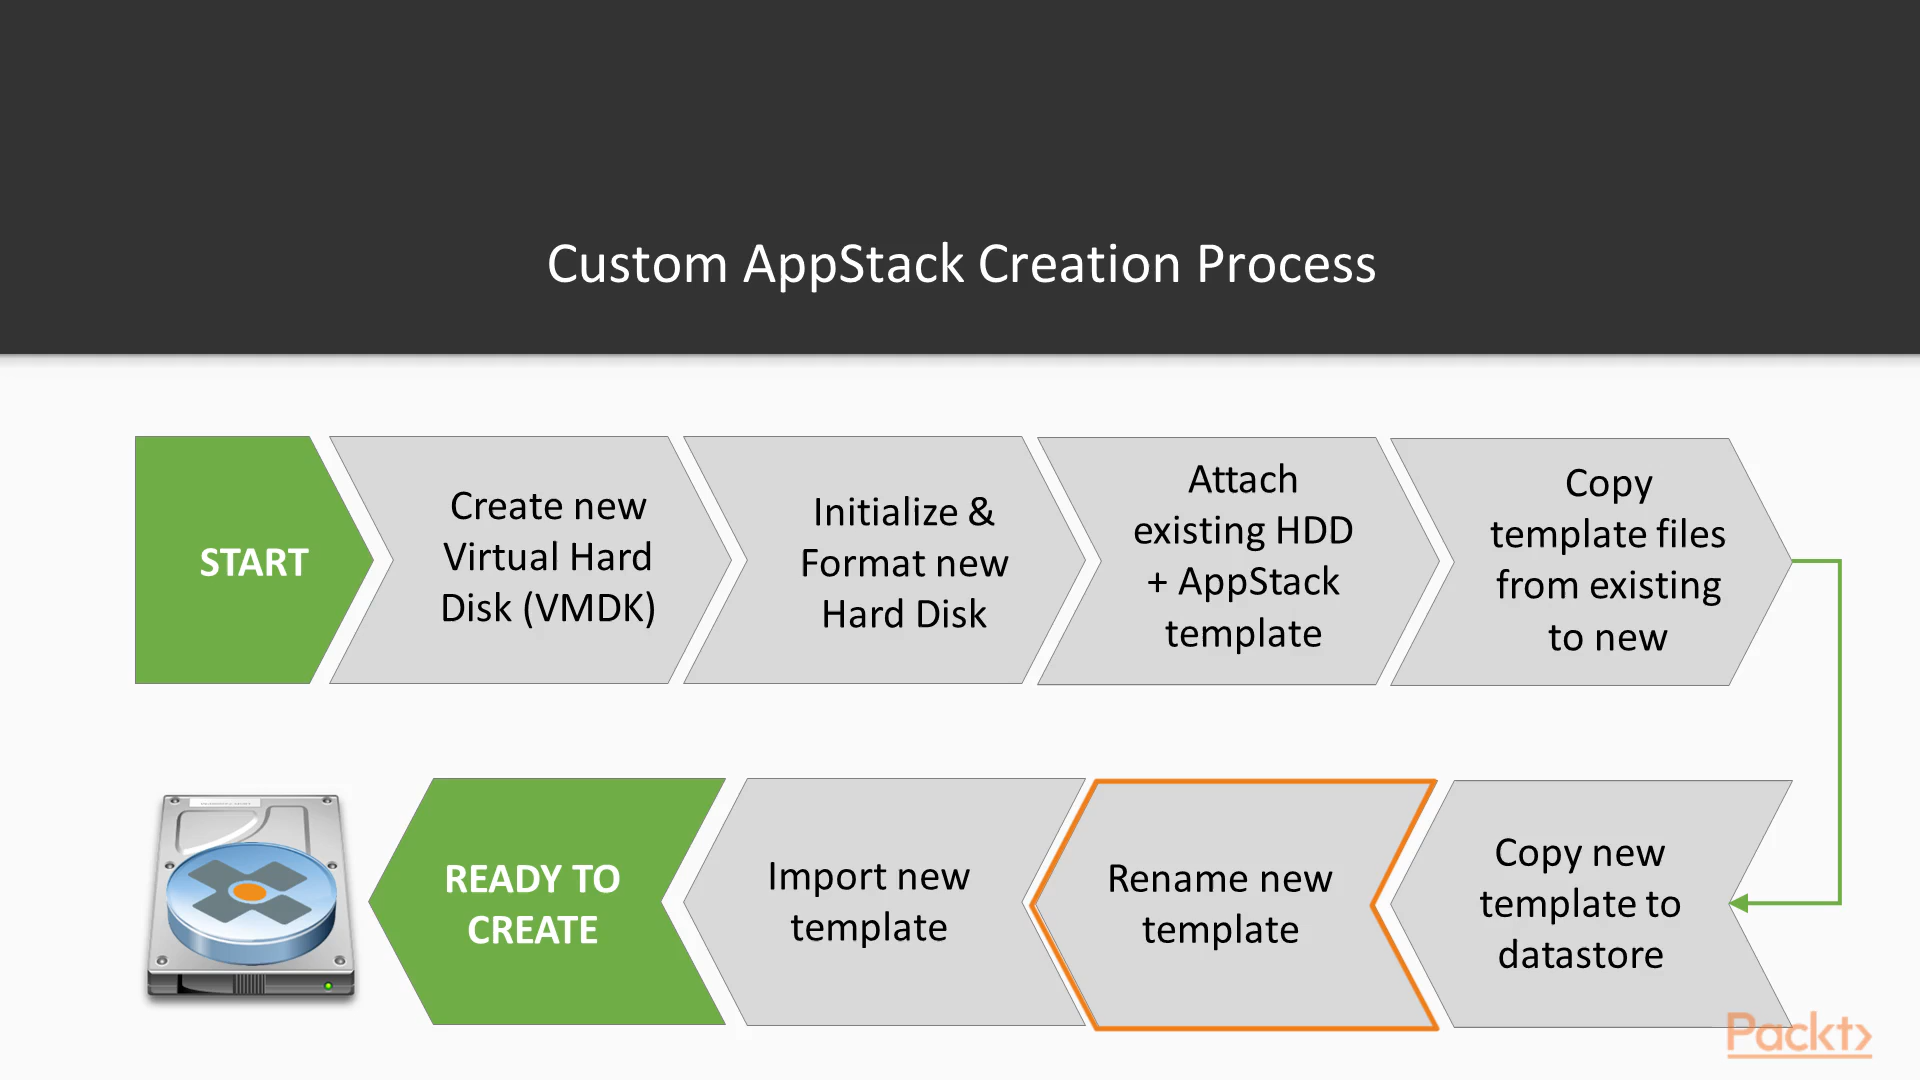 Custom AppStack Creation Process
START
Create new
Virtual Hard
Disk (VMDK)
Initialize &
Format new
Hard Disk
Attach
existing HDD
+ AppStack
template
Copy
template files
from existing
to new
Copy new
template to
datastore
Rename new
template
Import new
template
READY TO
CREATE
Packt